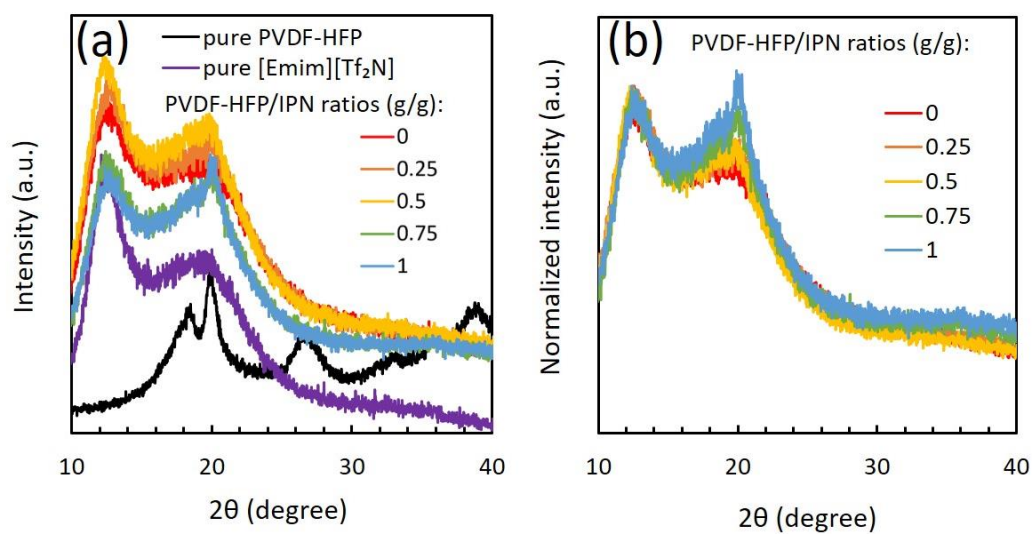 (a)
pure PVDF-HFP
pure [Emim][Tf₂N]
PVDF-HFP/IPN ratios (g/g):
0
0.25
0.5
0.75
1
Intensity (a.u.)
10 20 30 40
2θ (degree)
(b)
PVDF-HFP/IPN ratios (g/g):
0
0.25
0.5
0.75
1
Normalized intensity (a.u.)
10 20 30 40
2θ (degree)